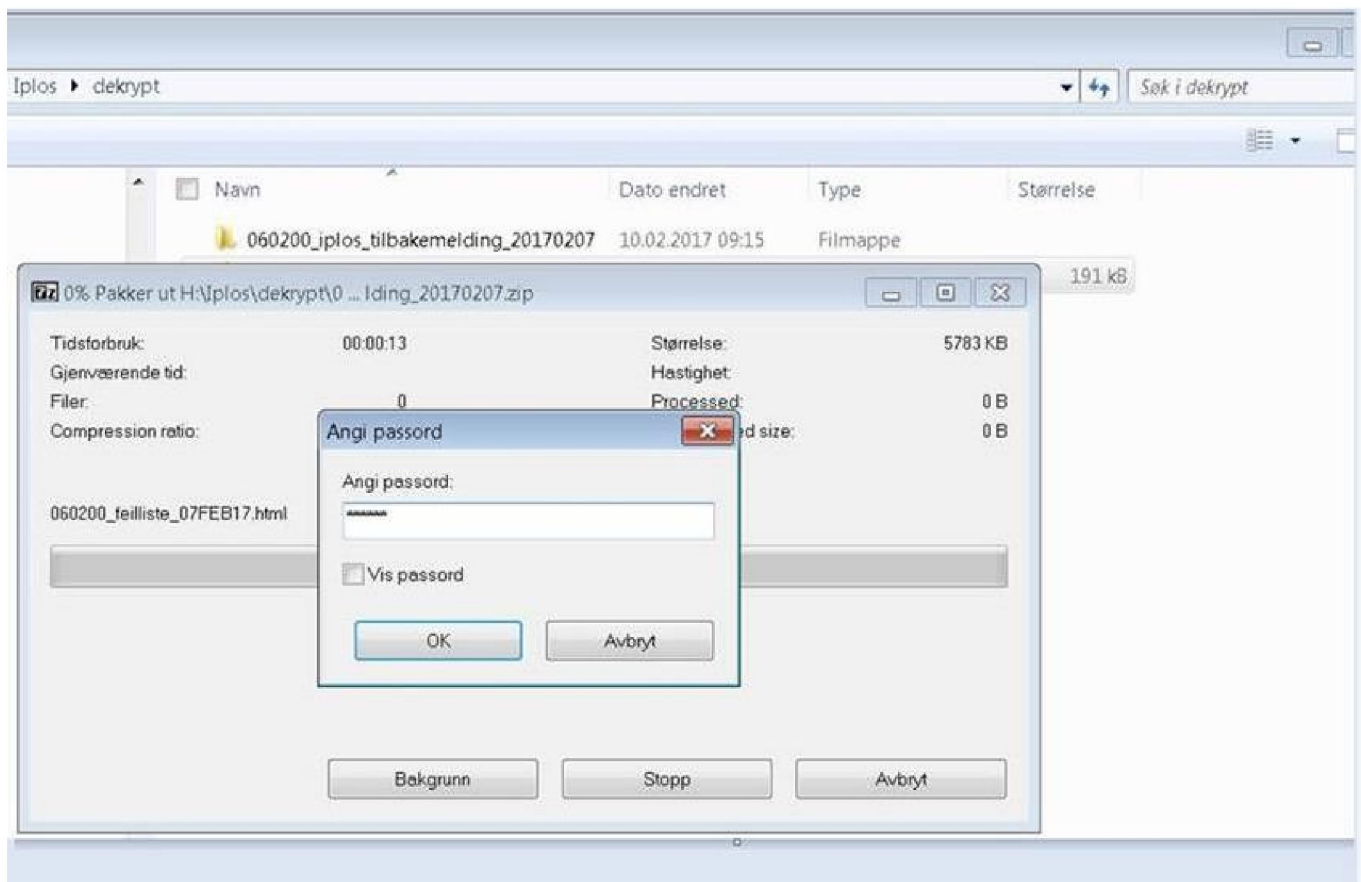 Iplos ▸ dekrypt Søk i dekrypt
Navn Dato endret Type Størrelse
060200_iplos_tilbakemelding_20170207 10.02.2017 09:15 Filmappe
191 kB
0% Pakker ut H:\Iplos\dekrypt\0 ... lding_20170207.zip
Tidsforbruk: 00:00:13 Størrelse: 5783 KB
Gjenværende tid: Hastighet:
Filer: 0 Processed: 0 B
Compression ratio: ed size: 0 B
Angi passord
Angi passord:
******
060200_feilliste_07FEB17.html
Vis passord
OK Avbryt
Bakgrunn Stopp Avbryt